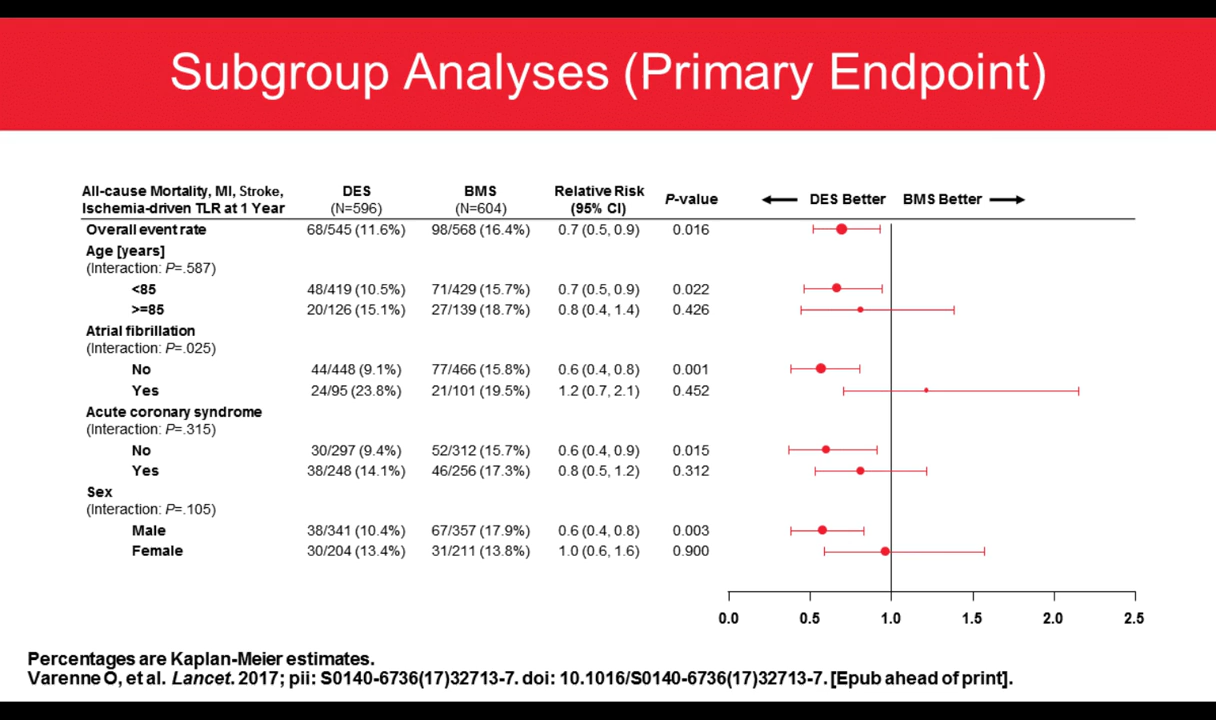 Subgroup Analyses (Primary Endpoint)
All-cause Mortality, MI, Stroke, Ischemia-driven TLR at 1 Year DES (N=596) BMS (N=604) Relative Risk (95% CI) P-value DES Better BMS Better
Overall event rate 68/545 (11.6%) 98/568 (16.4%) 0.7 (0.5, 0.9) 0.016
Age [years]
(Interaction: P=.587)
<85 48/419 (10.5%) 71/429 (15.7%) 0.7 (0.5, 0.9) 0.022
>=85 20/126 (15.1%) 27/139 (18.7%) 0.8 (0.4, 1.4) 0.426
Atrial fibrillation
(Interaction: P=.025)
No 44/448 (9.1%) 77/466 (15.8%) 0.6 (0.4, 0.8) 0.001
Yes 24/95 (23.8%) 21/101 (19.5%) 1.2 (0.7, 2.1) 0.452
Acute coronary syndrome
(Interaction: P=.315)
No 30/297 (9.4%) 52/312 (15.7%) 0.6 (0.4, 0.9) 0.015
Yes 38/248 (14.1%) 46/256 (17.3%) 0.8 (0.5, 1.2) 0.312
Sex
(Interaction: P=.105)
Male 38/341 (10.4%) 67/357 (17.9%) 0.6 (0.4, 0.8) 0.003
Female 30/204 (13.4%) 31/211 (13.8%) 1.0 (0.6, 1.6) 0.900
0.0 0.5 1.0 1.5 2.0 2.5
Percentages are Kaplan-Meier estimates.
Varenne O, et al. Lancet. 2017; pii: S0140-6736(17)32713-7. doi: 10.1016/S0140-6736(17)32713-7. [Epub ahead of print].